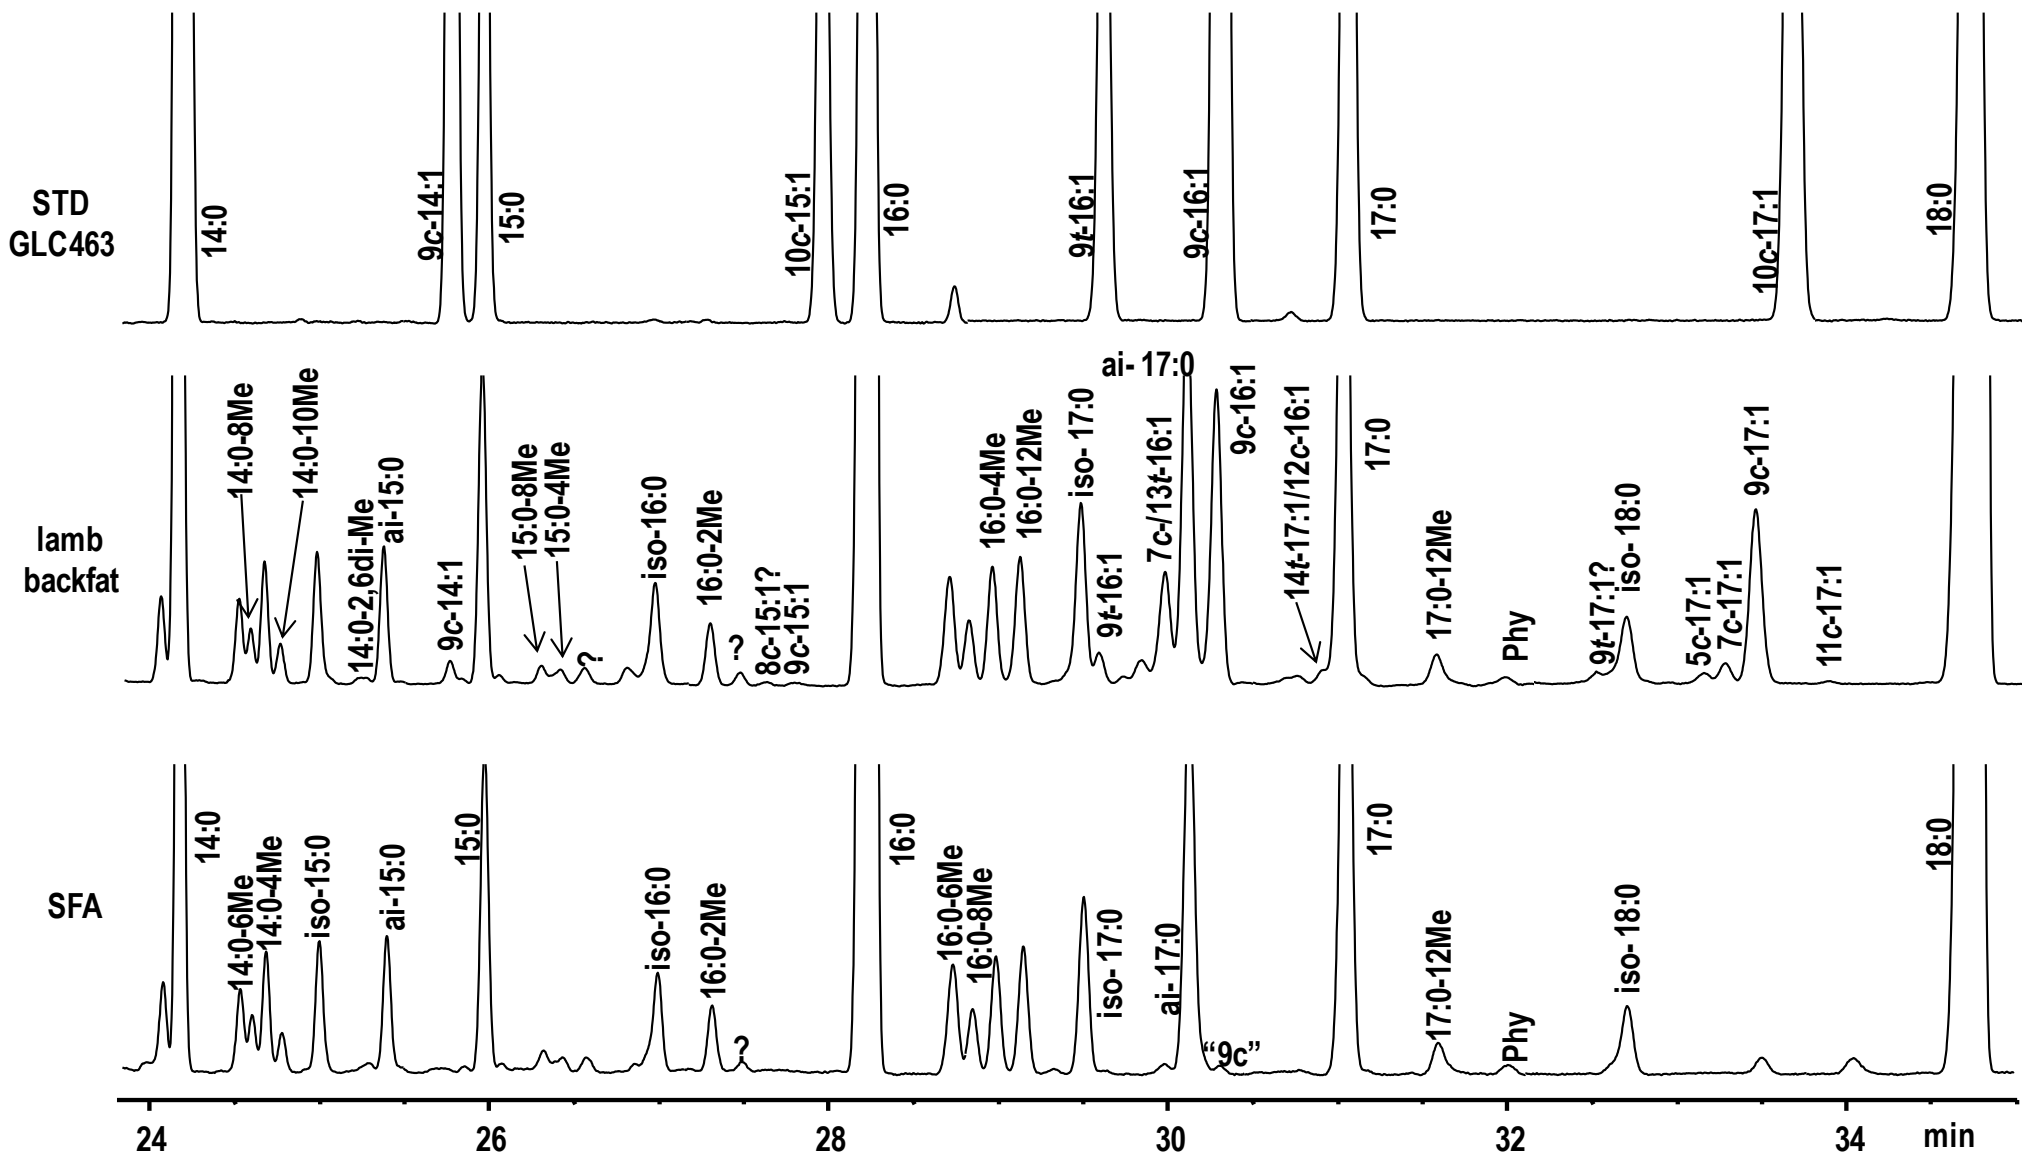 STD
GLC463
14:0
9c-14:1
15:0
10c-15:1
16:0
9t-16:1
9c-16:1
17:0
10c-17:1
18:0
lamb
backfat
14:0-8Me
14:0-10Me
14:0-2,6di-Me
ai-15:0
9c-14:1
15:0-8Me
15:0-4Me
?
iso-16:0
16:0-2Me
?
8c-15:1?
9c-15:1
16:0-4Me
16:0-12Me
iso- 17:0
9t-16:1
7c-/13t-16:1
ai- 17:0
9c-16:1
14t-17:1/12c-16:1
17:0
17:0-12Me
Phy
9t-17:1?
iso- 18:0
5c-17:1
7c-17:1
9c-17:1
11c-17:1
SFA
14:0
14:0-6Me
14:0-4Me
iso-15:0
ai-15:0
15:0
iso-16:0
16:0-2Me
?
16:0
16:0-6Me
16:0-8Me
iso- 17:0
ai- 17:0
“9c”
17:0
17:0-12Me
Phy
iso- 18:0
18:0
24
26
28
30
32
34
min